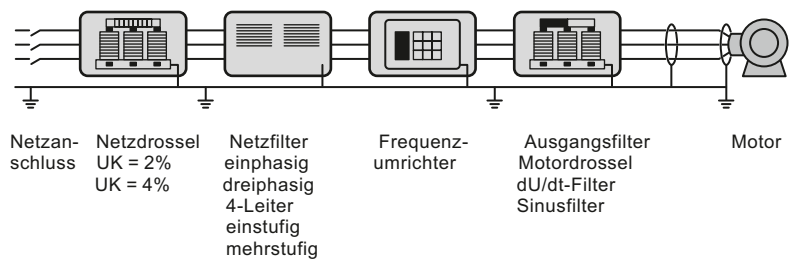 Netzan-
schluss
Netzdrossel
UK = 2%
UK = 4%
Netzfilter
einphasig
dreiphasig
4-Leiter
einstufig
mehrstufig
Frequenz-
umrichter
Ausgangsfilter
Motordrossel
dU/dt-Filter
Sinusfilter
Motor